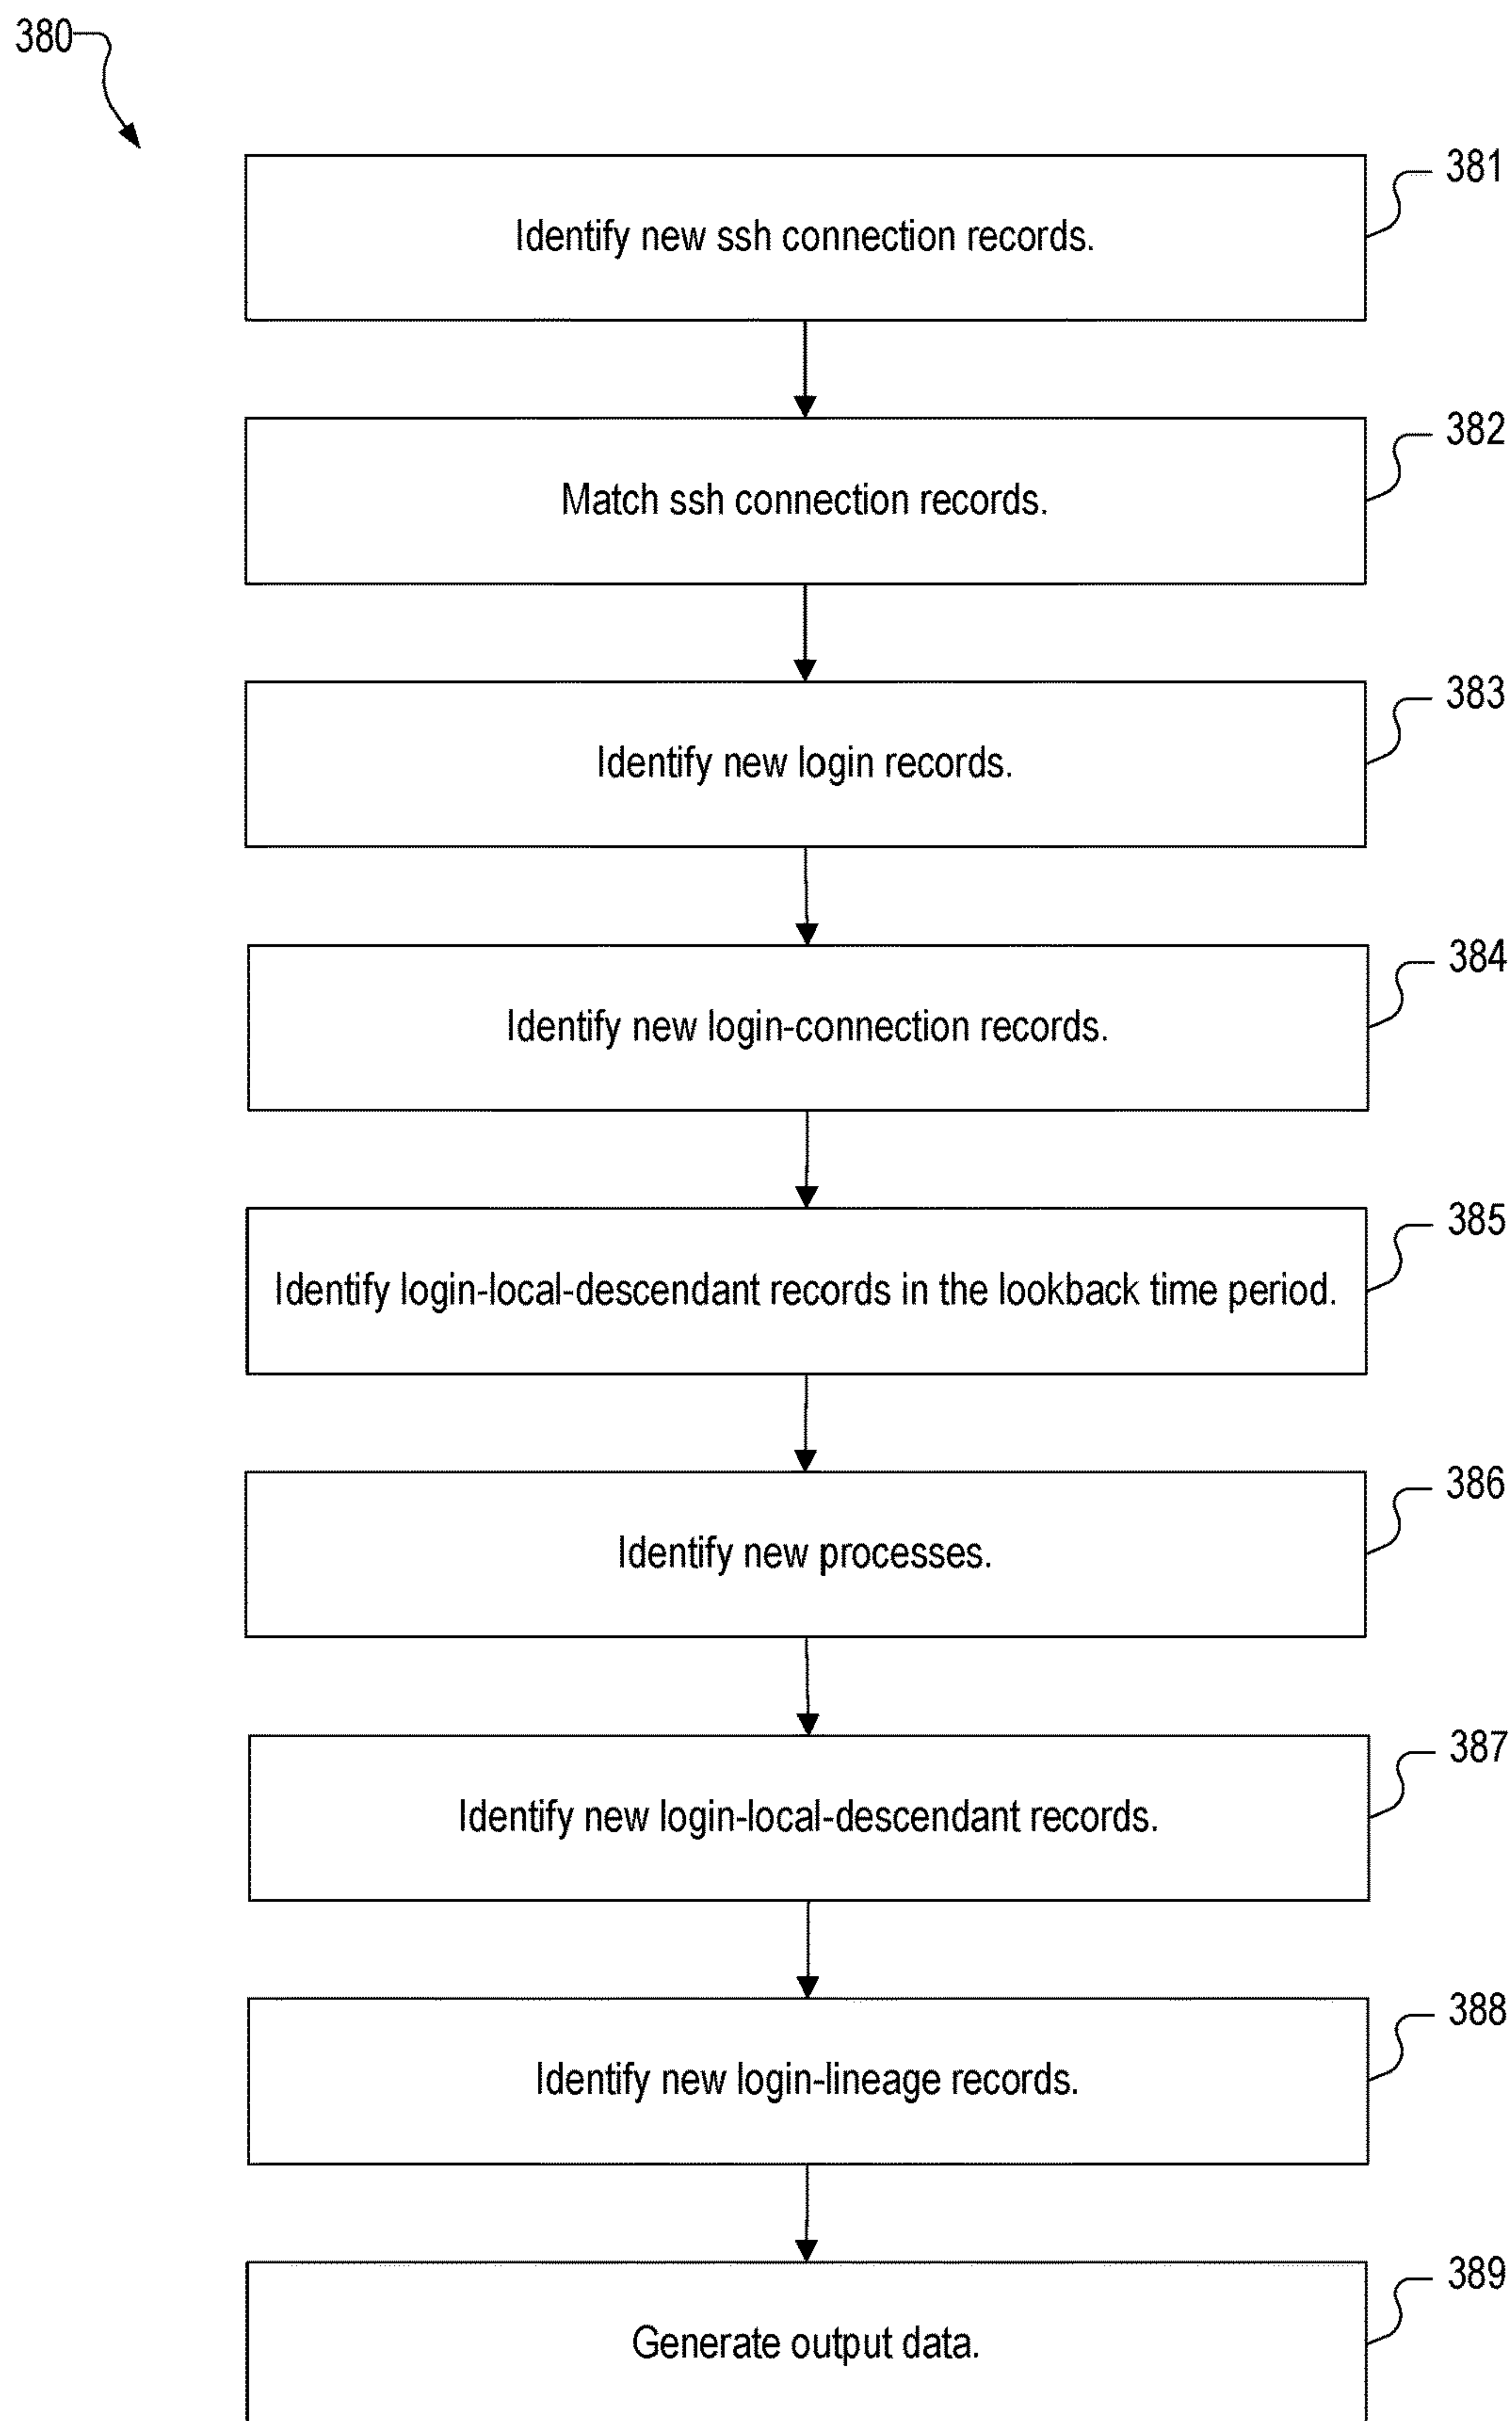 380
381
Identify new ssh connection records.
382
Match ssh connection records.
383
Identify new login records.
384
Identify new login-connection records.
385
Identify login-local-descendant records in the lookback time period.
386
Identify new processes.
387
Identify new login-local-descendant records.
388
Identify new login-lineage records.
389
Generate output data.